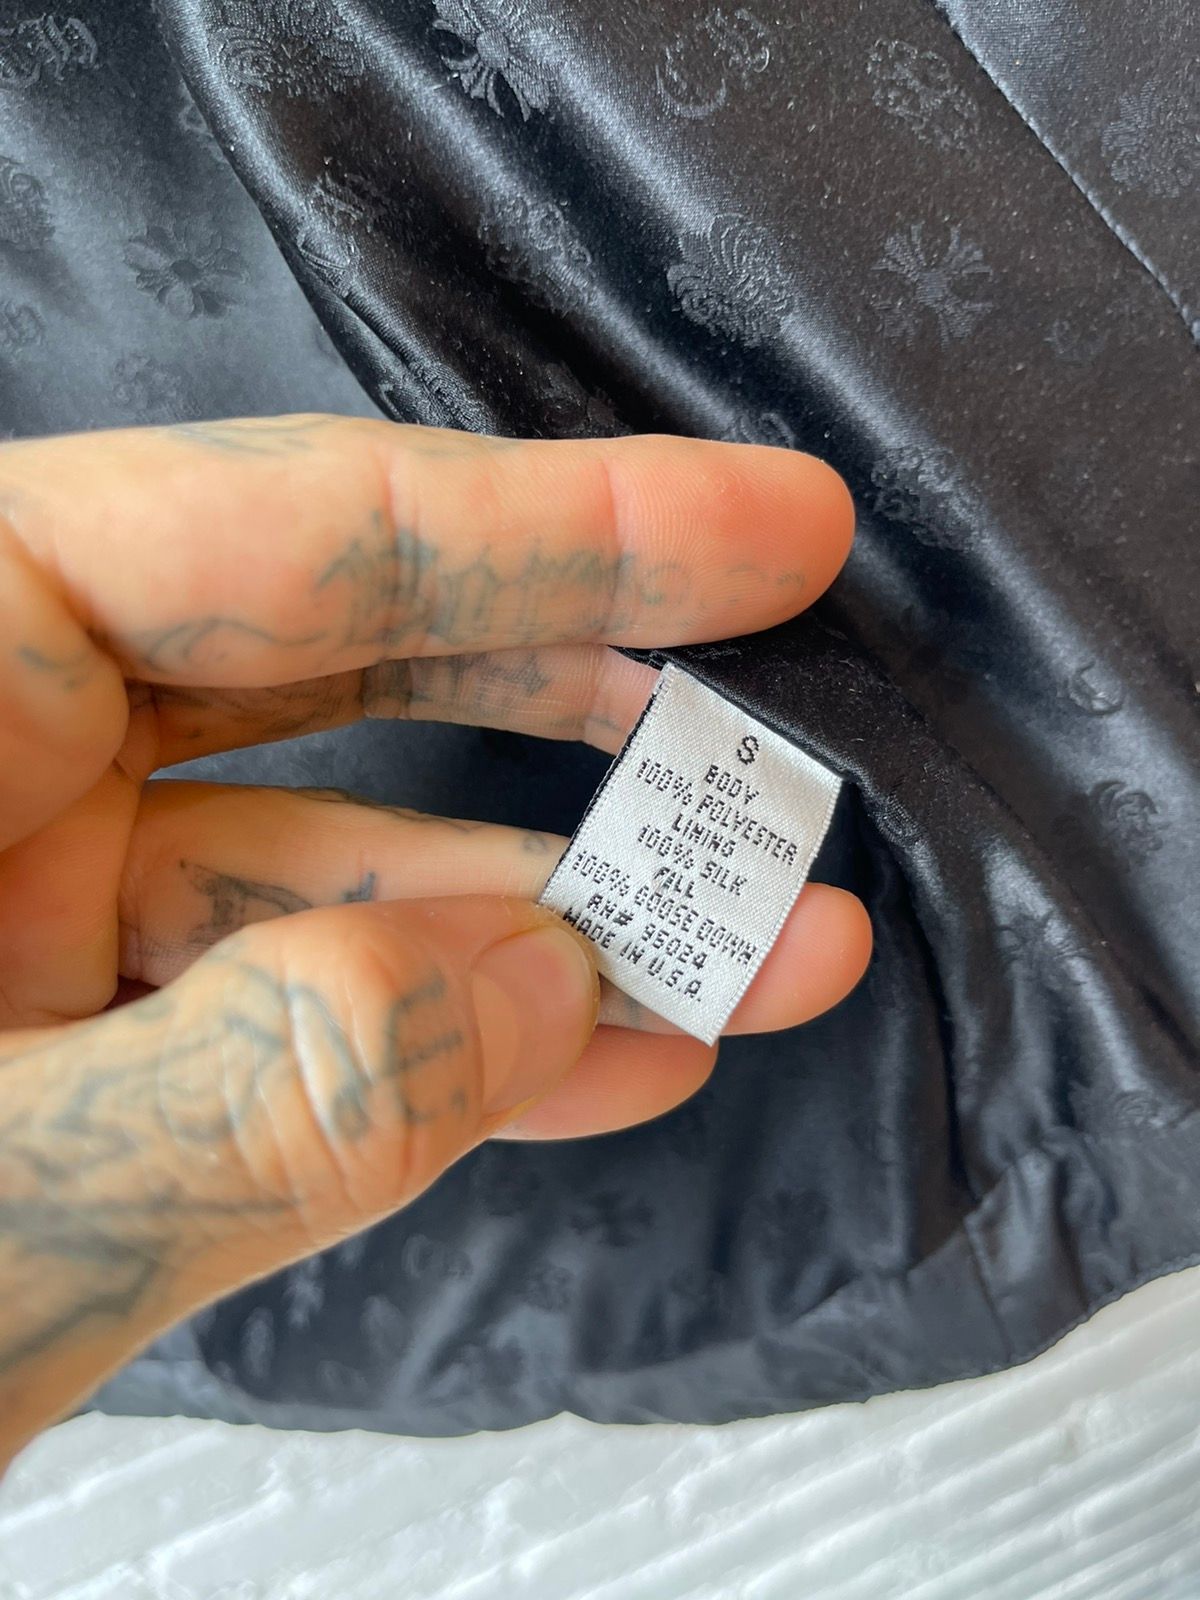 S
BODY
100% POLYESTER
LINING
100% SILK
FILL
100% GOOSE DOWN
RN# 95024
MADE IN U.S.A.